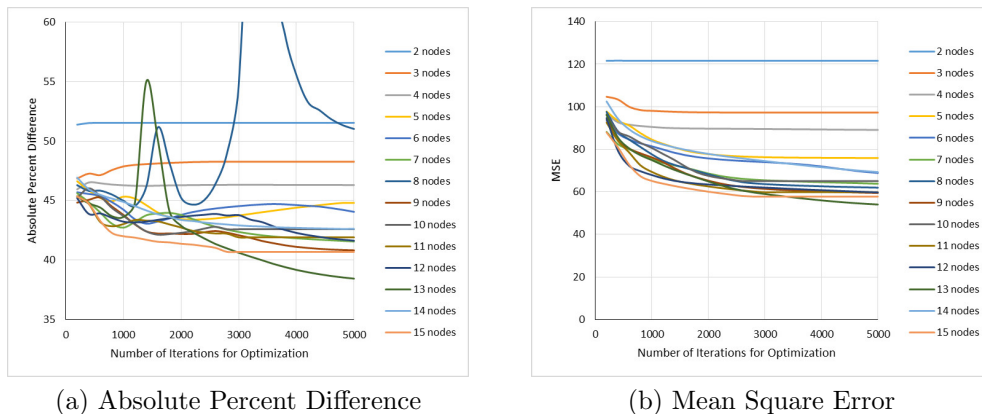 60
55
50
45
40
35
0
1000
2000
3000
4000
5000
Absolute Percent Difference
Number of Iterations for Optimization
2 nodes
3 nodes
4 nodes
5 nodes
6 nodes
7 nodes
8 nodes
9 nodes
10 nodes
11 nodes
12 nodes
13 nodes
14 nodes
15 nodes
(a) Absolute Percent Difference
140
120
100
80
60
40
20
0
0
1000
2000
3000
4000
5000
MSE
Number of Iterations for Optimization
2 nodes
3 nodes
4 nodes
5 nodes
6 nodes
7 nodes
8 nodes
9 nodes
10 nodes
11 nodes
12 nodes
13 nodes
14 nodes
15 nodes
(b) Mean Square Error